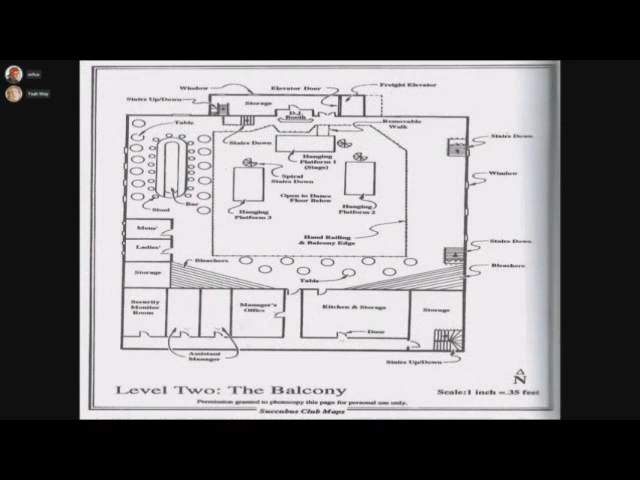 Window
Elevator Door
Freight Elevator
Stairs Up/Down
Storage
D.J.
Booth
Removable
Walk
Table
Stairs Down
Stairs Down
Hanging
Platform 1
(Stage)
Window
Spiral
Stairs Down
Open to Dance
Floor Below
Stool
Bar
Hanging
Platform 3
Hanging
Platform 2
Mens'
Hand Railing
& Balcony Edge
Stairs Down
Ladies'
Bleachers
Bleachers
Storage
Table
Security
Monitor
Room
Manager's
Office
Kitchen & Storage
Storage
Door
Assistant
Manager
Stairs Up/Down
N
Level Two: The Balcony
Scale:1 inch =.35 feet
Permission granted to photocopy this page for personal use only.
Succubus Club Maps